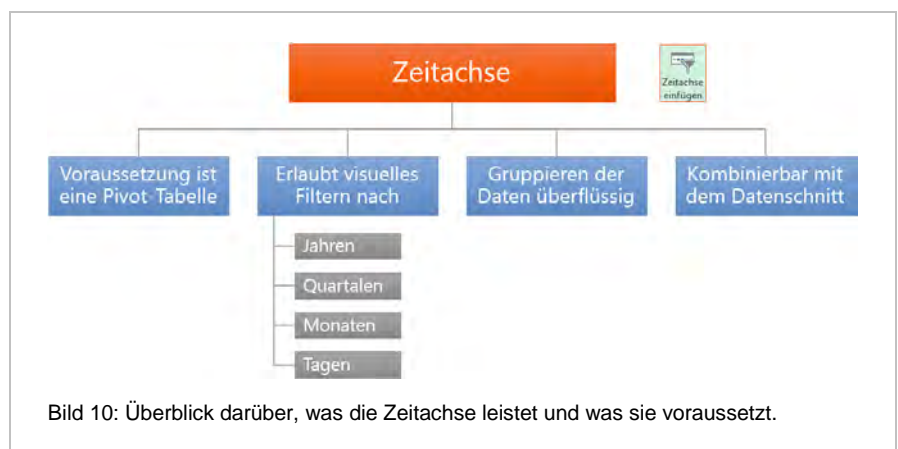 Zeitachse
Zeitachse
einfügen
Voraussetzung ist
eine Pivot-Tabelle
Erlaubt visuelles
Filtern nach
Gruppieren der
Daten überflüssig
Kombinierbar mit
dem Datenschnitt
Jahren
Quartalen
Monaten
Tagen
Bild 10: Überblick darüber, was die Zeitachse leistet und was sie voraussetzt.